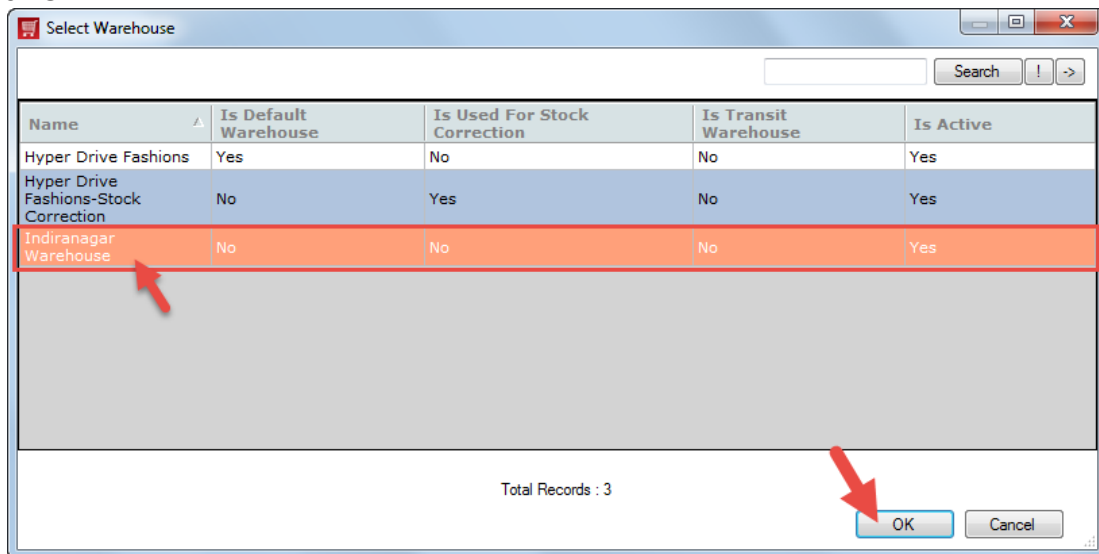 Select Warehouse
Search ! ->
Name Is Default Warehouse Is Used For Stock Correction Is Transit Warehouse Is Active
Hyper Drive Fashions Yes No No Yes
Hyper Drive
Fashions-Stock No Yes No Yes
Correction
Indiranagar
Warehouse No No No Yes
Total Records : 3
OK Cancel